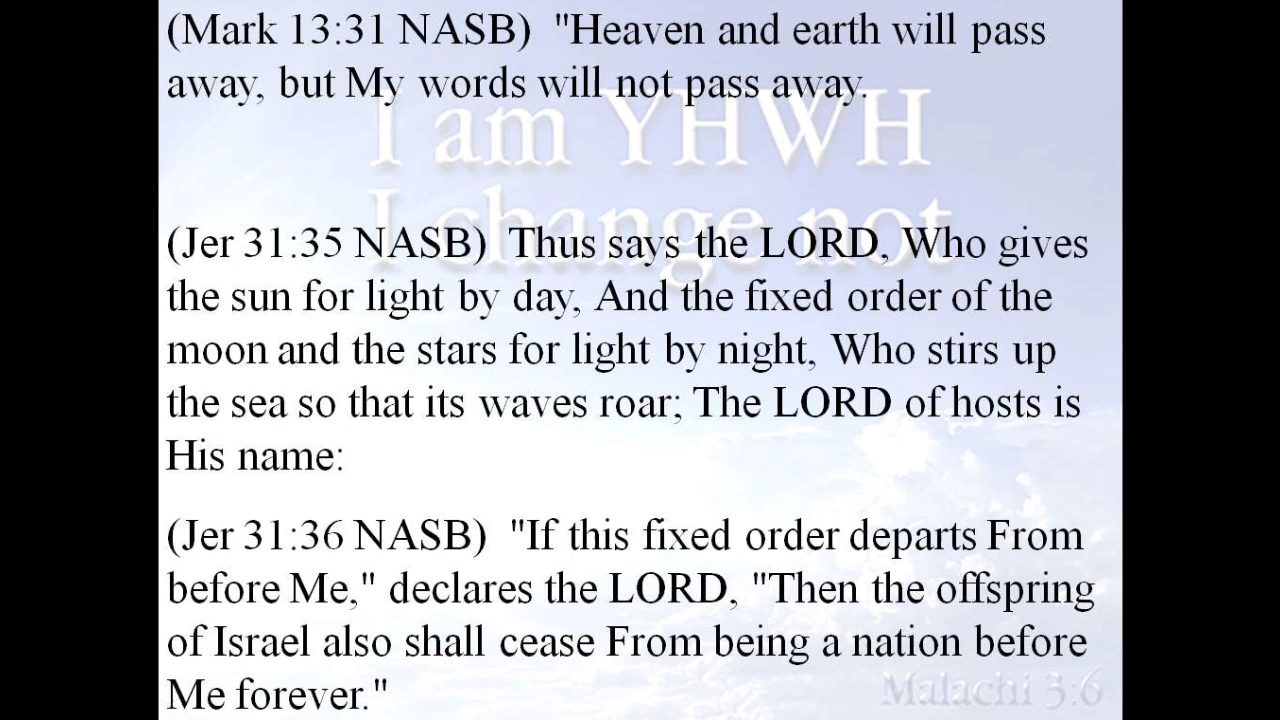 (Mark 13:31 NASB)  "Heaven and earth will pass
away, but My words will not pass away.
I am YHWH
I change not
(Jer 31:35 NASB)  Thus says the LORD, Who gives
the sun for light by day, And the fixed order of the
moon and the stars for light by night, Who stirs up
the sea so that its waves roar; The LORD of hosts is
His name:
(Jer 31:36 NASB)  "If this fixed order departs From
before Me," declares the LORD, "Then the offspring
of Israel also shall cease From being a nation before
Me forever."
Malachi 3:6